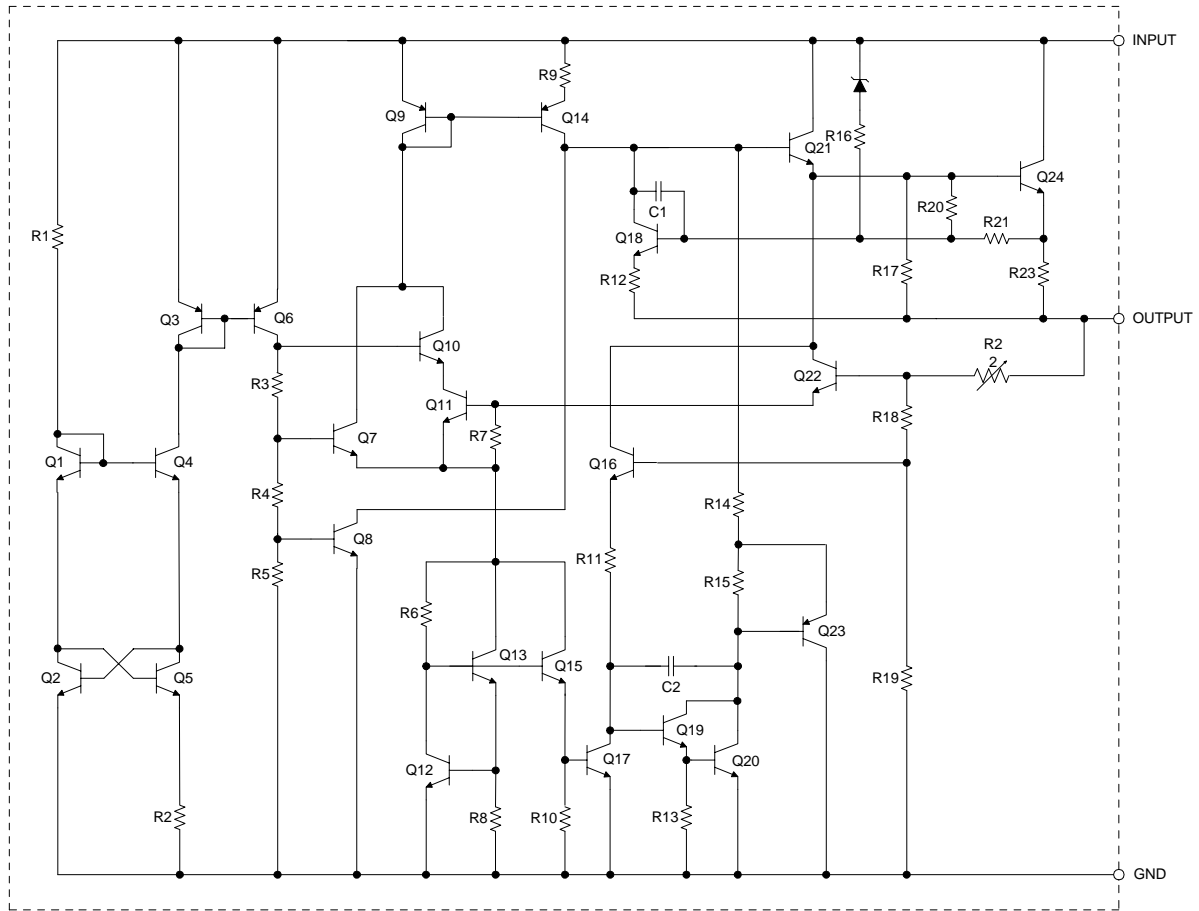 INPUT
R9
Q9
Q14
R16
Q21
Q24
C1
R20
R21
Q18
R1
R12
R17
R23
Q3
Q6
OUTPUT
Q10
R2
2
R3
Q22
Q11
R18
Q7
R7
Q1
Q4
Q16
R4
R14
Q8
R11
R5
R15
R6
Q23
Q13
Q15
Q2
Q5
C2
R19
Q19
Q17
Q20
Q12
R2
R8
R10
R13
GND